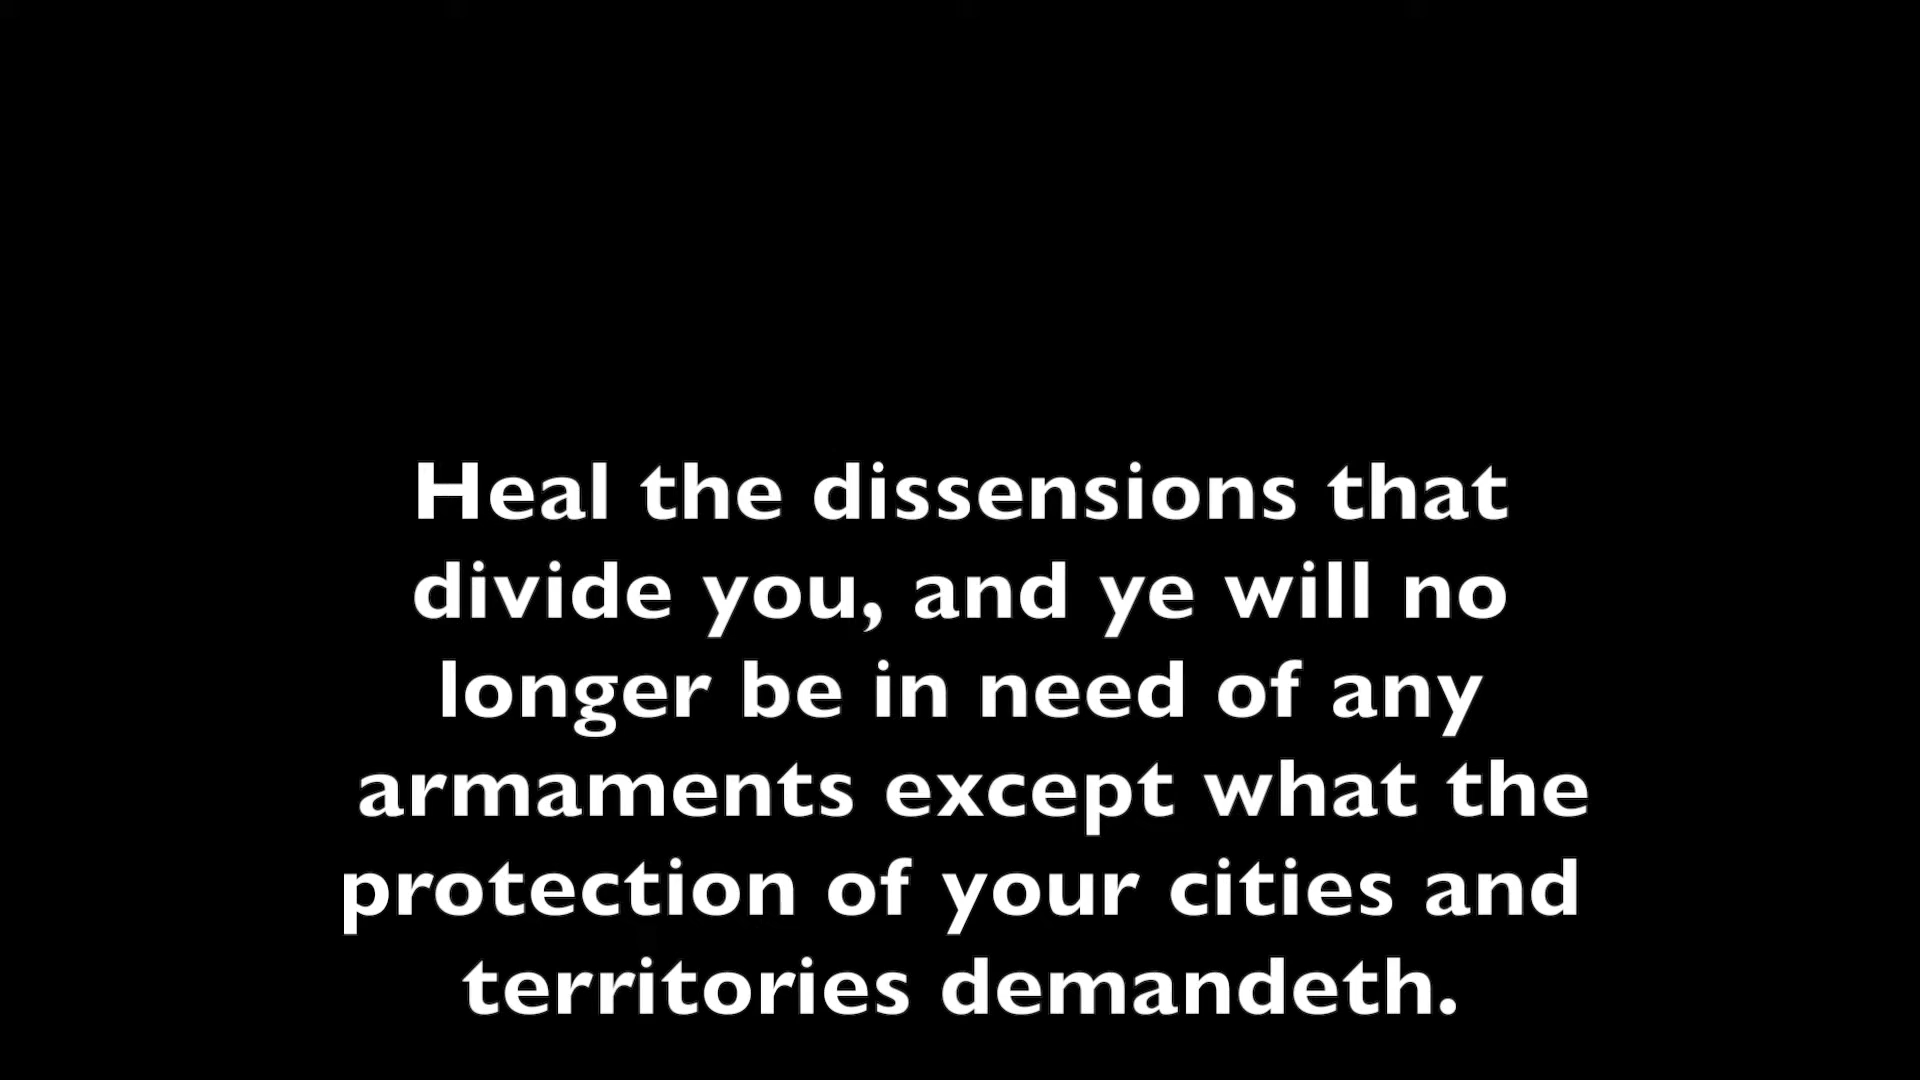 Heal the dissensions that
divide you, and ye will no
longer be in need of any
armaments except what the
protection of your cities and
territories demandeth.